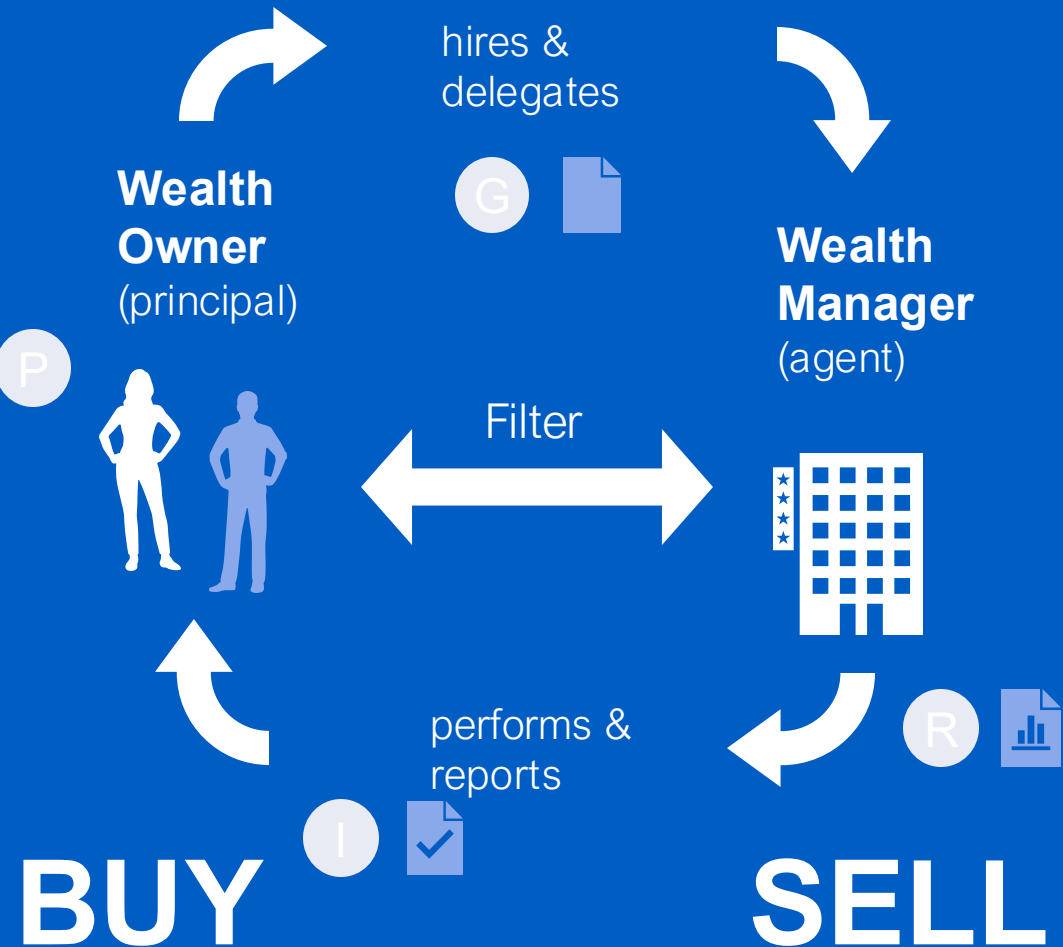 hires &
delegates
G
Wealth
Owner
(principal)
Wealth
Manager
(agent)
P
Filter
performs &
reports
R
I
BUY
SELL